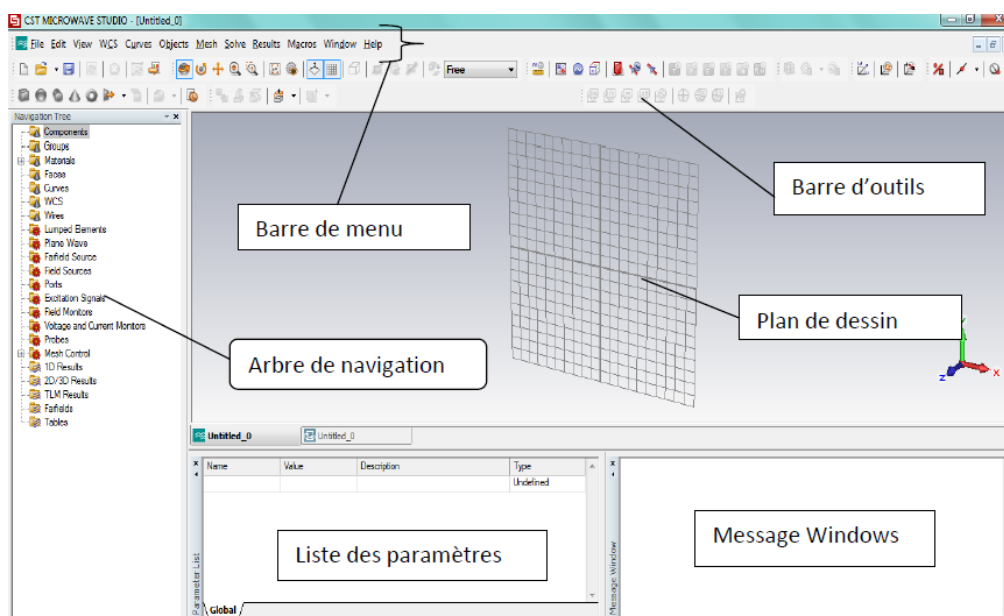 CST MICROWAVE STUDIO - [Untitled_0]
File Edit View WCS Curves Objects Mesh Solve Results Macros Window Help
Free
Navigation Tree
Components
Groups
Materials
Faces
Curves
WCS
Wires
Lumped Elements
Plane Wave
Farfield Source
Field Sources
Ports
Excitation Signals
Field Monitors
Voltage and Current Monitors
Probes
Mesh Control
1D Results
2D/3D Results
TLM Results
Farfields
Tables
Barre d'outils
Barre de menu
Plan de dessin
Arbre de navigation
y
x
z
Untitled_0
Untitled_0
Name Value Description Type
Undefined
Liste des paramètres
Message Windows
Parameter List
Message Window
Global